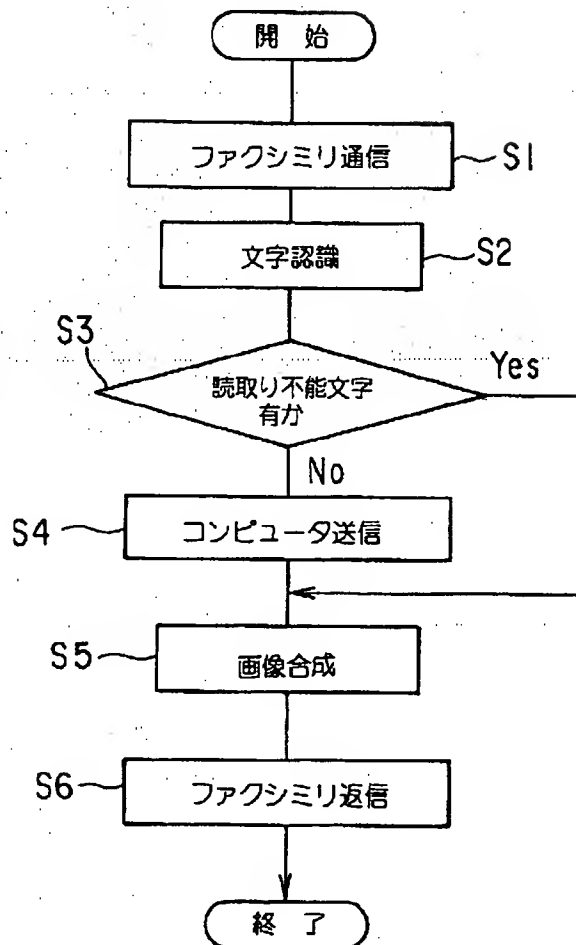 開 始
ファクシミリ通信
S1
文字認識
S2
S3
読取り不能文字
有か
Yes
No
S4
コンピュータ送信
S5
画像合成
S6
ファクシミリ返信
終 了